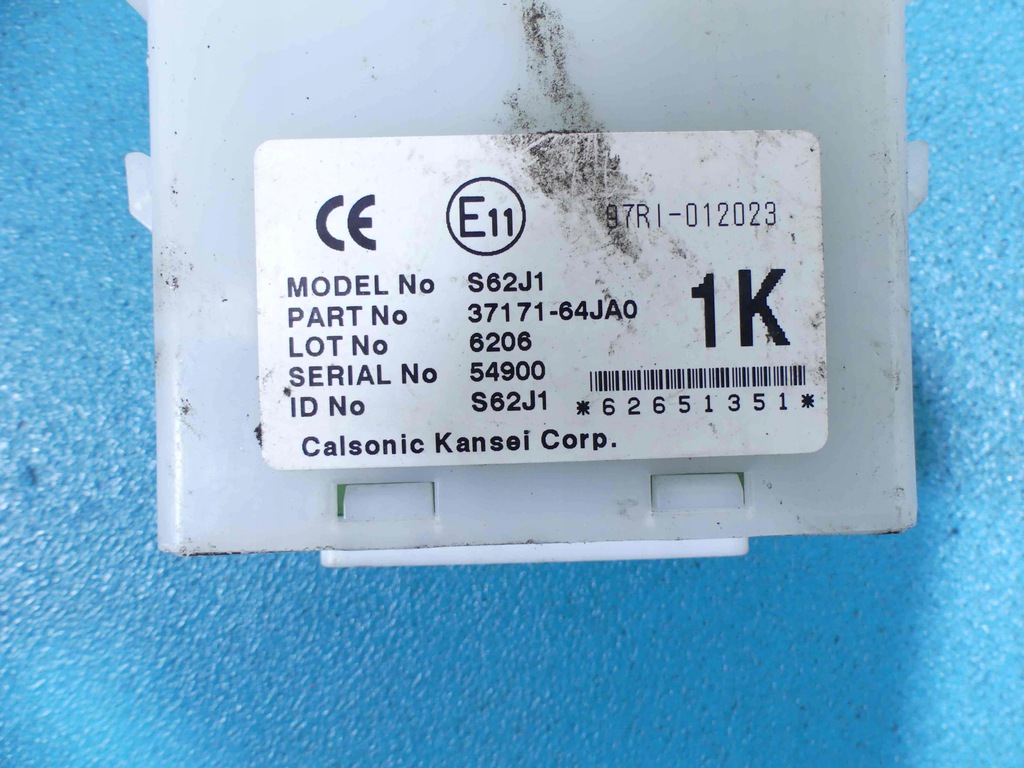 CE E11 97RI-012023
MODEL No S62J1
PART No 37171-64JA0
1K
LOT No 6206
SERIAL No 54900
ID No S62J1
*62651351*
Calsonic Kansei Corp.